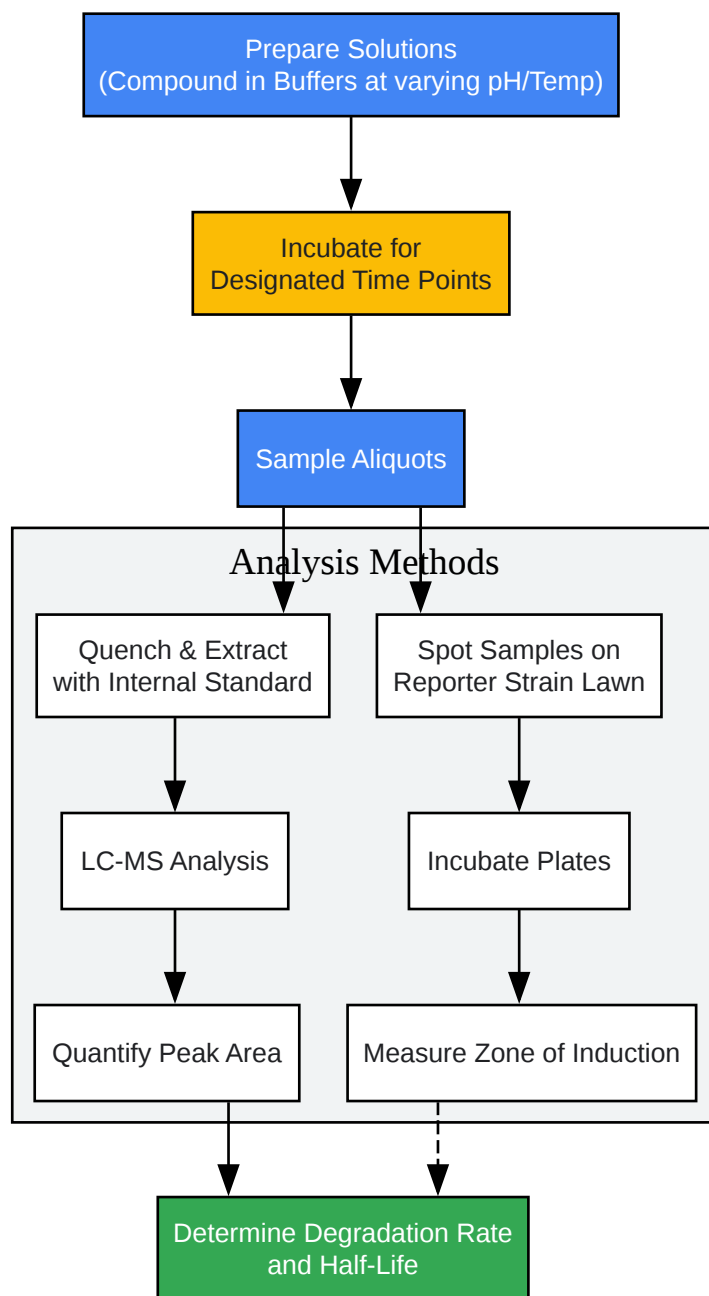 Prepare Solutions
(Compound in Buffers at varying pH/Temp)
Incubate for
Designated Time Points
Sample Aliquots
Analysis Methods
Quench & Extract
with Internal Standard
Spot Samples on
Reporter Strain Lawn
LC-MS Analysis
Incubate Plates
Quantify Peak Area
Measure Zone of Induction
Determine Degradation Rate
and Half-Life